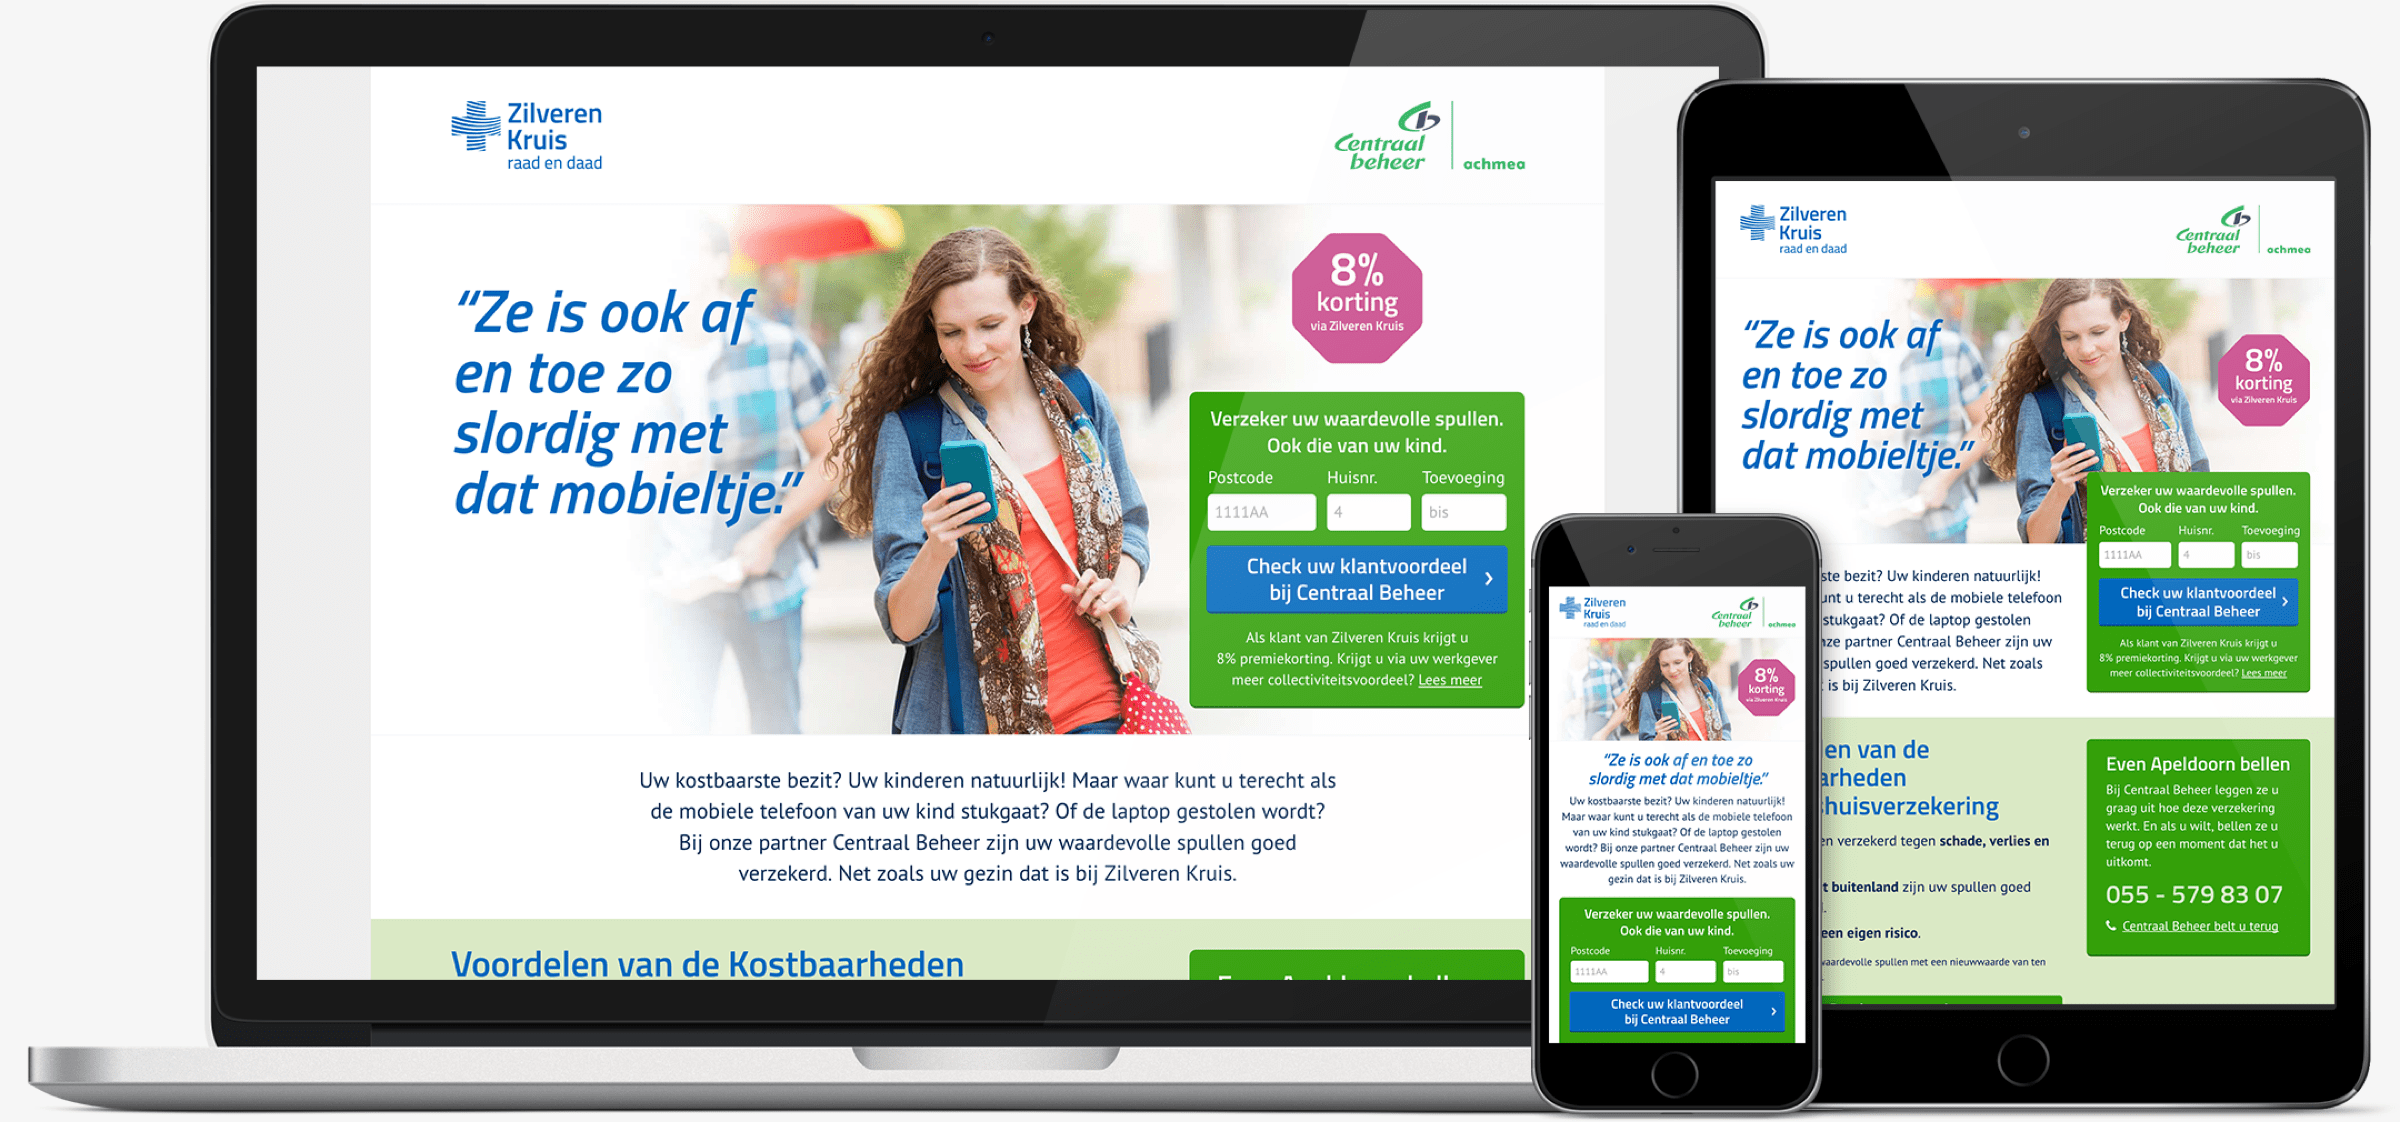 Zilveren
Kruis
raad en daad
Centraal
beheer
achmea
“Ze is ook af
en toe zo
slordig met
dat mobieltje.”
8%
korting
via Zilveren Kruis
Verzeker uw waardevolle spullen.
Ook die van uw kind.
Postcode Huisnr. Toevoeging
1111AA 4 bis
Check uw klantvoordeel
bij Centraal Beheer
Als klant van Zilveren Kruis krijgt u
8% premiekorting. Krijgt u via uw werkgever
meer collectiviteitsvoordeel? Lees meer
Uw kostbaarste bezit? Uw kinderen natuurlijk! Maar waar kunt u terecht als
de mobiele telefoon van uw kind stukgaat? Of de laptop gestolen wordt?
Bij onze partner Centraal Beheer zijn uw waardevolle spullen goed
verzekerd. Net zoals uw gezin dat is bij Zilveren Kruis.
Voordelen van de Kostbaarheden
Zilveren
Kruis
raad en daad
Centraal
beheer
achmea
8%
korting
via Zilveren Kruis
“Ze is ook af en toe zo
slordig met dat mobieltje.”
Uw kostbaarste bezit? Uw kinderen natuurlijk!
Maar waar kunt u terecht als de mobiele telefoon
van uw kind stukgaat? Of de laptop gestolen
wordt? Bij onze partner Centraal Beheer zijn uw
waardevolle spullen goed verzekerd. Net zoals uw
gezin dat is bij Zilveren Kruis.
Verzeker uw waardevolle spullen.
Ook die van uw kind.
Postcode Huisnr. Toevoeging
1111AA 4 bis
Check uw klantvoordeel
bij Centraal Beheer
Zilveren
Kruis
raad en daad
Centraal
beheer
achmea
“Ze is ook af
en toe zo
slordig met
dat mobieltje.”
8%
korting
via Zilveren Kruis
Verzeker uw waardevolle spullen.
Ook die van uw kind.
Postcode Huisnr. Toevoeging
1111AA 4 bis
Check uw klantvoordeel
bij Centraal Beheer
Als klant van Zilveren Kruis krijgt u
8% premiekorting. Krijgt u via uw werkgever
meer collectiviteitsvoordeel? Lees meer
bezit? Uw kinderen natuurlijk!
u terecht als de mobiele telefoon
stukgaat? Of de laptop gestolen
partner Centraal Beheer zijn uw
spullen goed verzekerd. Net zoals
is bij Zilveren Kruis.
van de
verzekerd tegen schade, verlies en
buitenland zijn uw spullen goed
een eigen risico.
spullen met een nieuwwaarde van ten
Even Apeldoorn bellen
Bij Centraal Beheer leggen ze u
graag uit hoe deze verzekering
werkt. En als u wilt, bellen ze u
terug op een moment dat het u
uitkomt.
055 - 579 83 07
Centraal Beheer belt u terug